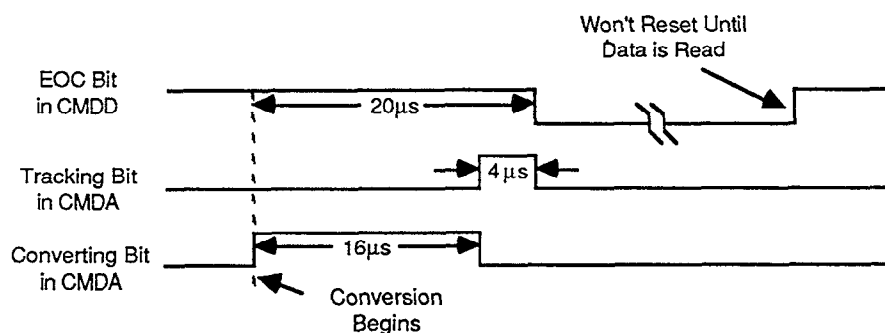 Won't Reset Until
Data is Read
EOC Bit
in CMDD
20µs
Tracking Bit
in CMDA
4 µs
Converting Bit
in CMDA
16µs
Conversion
Begins